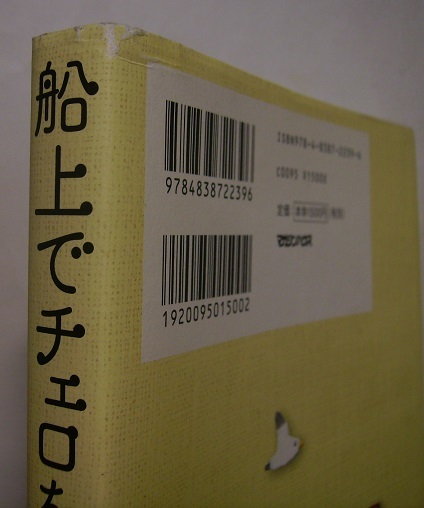 船上でチェロを
9784838722396
1920095015002
ISBN978-4-8387-2239-6
C0095 ¥1500E
定価 本体1500円 (税別)
マガジンハウス